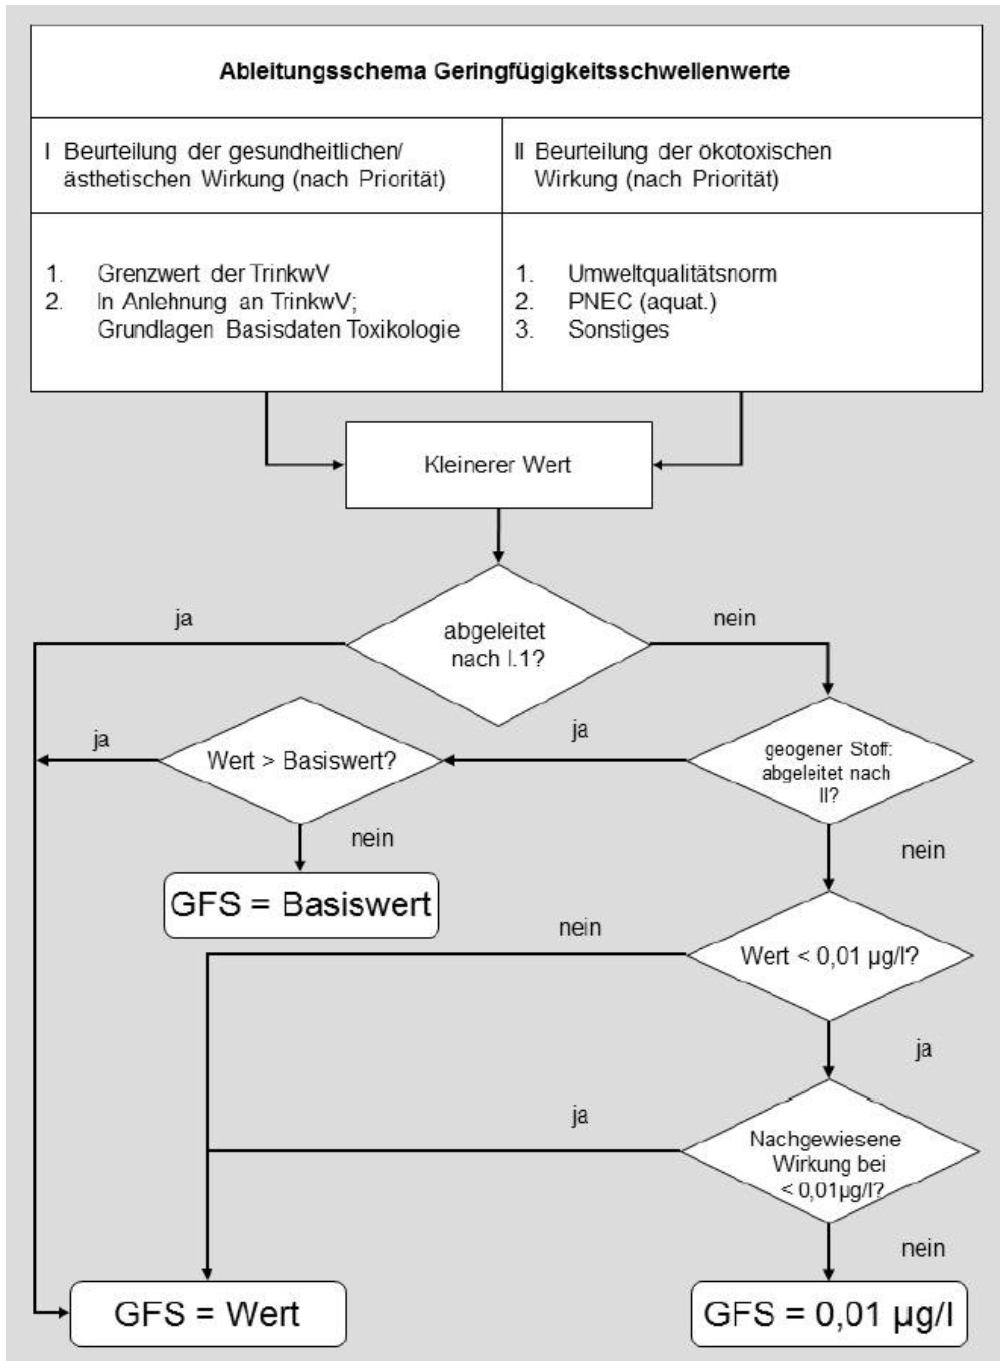 Ableitungsschema Geringfügigkeitsschwellenwerte
I Beurteilung der gesundheitlichen/
ästhetischen Wirkung (nach Priorität)
II Beurteilung der ökotoxischen
Wirkung (nach Priorität)
1. Grenzwert der TrinkwV
2. In Anlehnung an TrinkwV;
Grundlagen Basisdaten Toxikologie
1. Umweltqualitätsnorm
2. PNEC (aquat.)
3. Sonstiges
Kleinerer Wert
ja
abgeleitet
nach I.1?
nein
ja
Wert > Basiswert?
ja
geogener Stoff:
abgeleitet nach
II?
nein
nein
GFS = Basiswert
nein
Wert < 0,01 µg/l?
ja
ja
Nachgewiesene
Wirkung bei
< 0,01µg/l?
nein
GFS = Wert
GFS = 0,01 µg/l